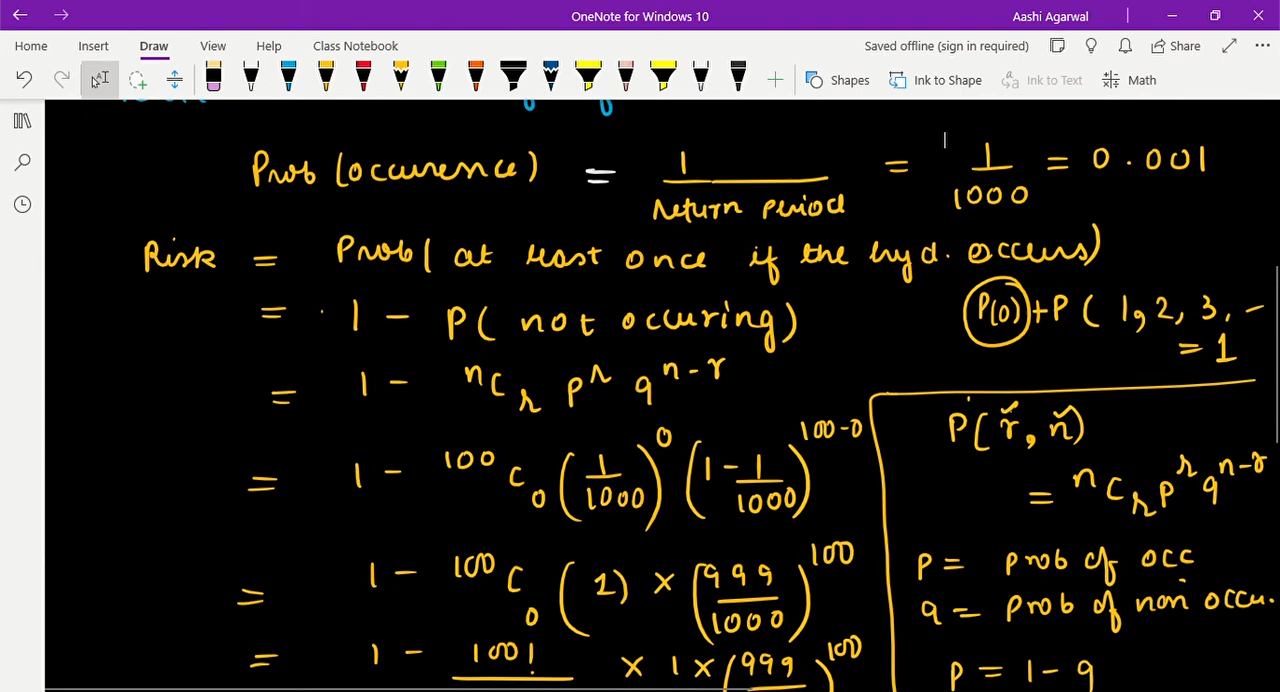 OneNote for Windows 10
Aashi Agarwal
Home Insert Draw View Help Class Notebook Saved offline (sign in required) Share
Shapes Ink to Shape Ink to Text Math
Prob (occurence) = 1 / return period = 1 / 1000 = 0.001
Risk = Prob( at least once if the hyd. occurs)
= 1 - P( not occuring)
P(0) + P( 1, 2, 3, -
= 1
= 1 - nCr p^r q^n-r
P( r, n)
= nCr p^r q^n-r
= 1 - 100C0 (1/1000)^0 (1 - 1/1000)^100-0
p = prob of occ
q = prob of non occu.
= 1 - 100C0 (1) × (999/1000)^100
= 1 - 100! × 1 × (999 )^100
p = 1 - q